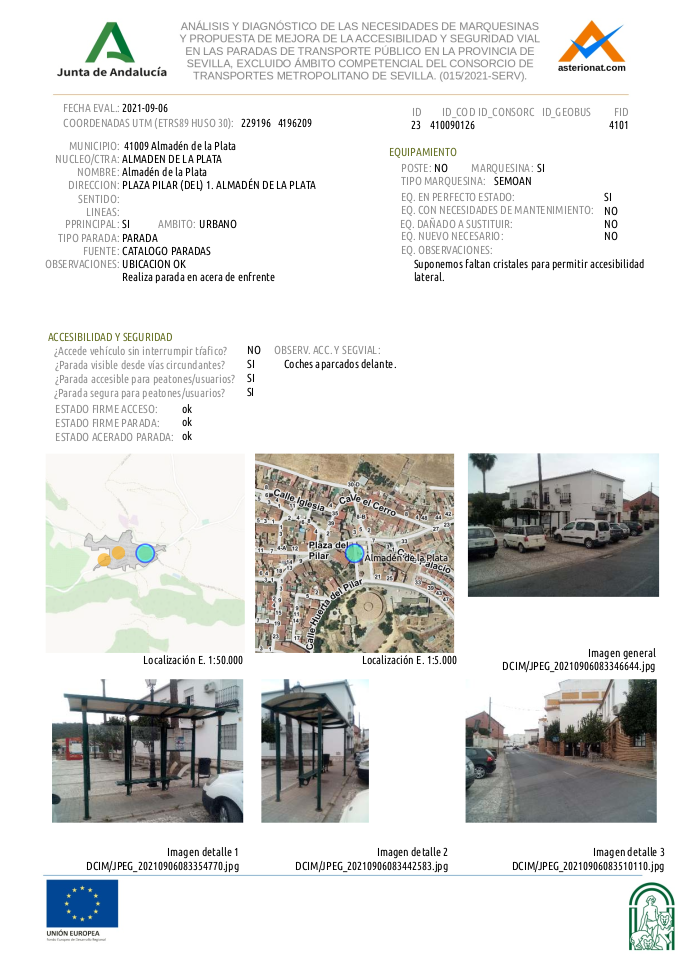 ANÁLISIS Y DIAGNÓSTICO DE LAS NECESIDADES DE MARQUESINAS
Y PROPUESTA DE MEJORA DE LA ACCESIBILIDAD Y SEGURIDAD VIAL
EN LAS PARADAS DE TRANSPORTE PÚBLICO EN LA PROVINCIA DE
SEVILLA, EXCLUIDO ÁMBITO COMPETENCIAL DEL CONSORCIO DE
TRANSPORTES METROPOLITANO DE SEVILLA. (015/2021-SERV).
Junta de Andalucía
asterionat.com
FECHA EVAL.: 2021-09-06
COORDENADAS UTM (ETRS89 HUSO 30): 229196 4196209
ID ID_COD ID_CONSORC ID_GEOBUS FID
23 410090126 4101
MUNICIPIO: 41009 Almadén de la Plata
NUCLEO/CTRA: ALMADEN DE LA PLATA
NOMBRE: Almadén de la Plata
DIRECCION: PLAZA PILAR (DEL) 1. ALMADÉN DE LA PLATA
SENTIDO:
LINEAS:
PPRINCIPAL: SI AMBITO: URBANO
TIPO PARADA: PARADA
FUENTE: CATALOGO PARADAS
OBSERVACIONES: UBICACION OK
Realiza parada en acera de enfrente
EQUIPAMIENTO
POSTE: NO MARQUESINA: SI
TIPO MARQUESINA: SEMOAN
EQ. EN PERFECTO ESTADO: SI
EQ. CON NECESIDADES DE MANTENIMIENTO: NO
EQ. DAÑADO A SUSTITUIR: NO
EQ. NUEVO NECESARIO: NO
EQ. OBSERVACIONES:
Suponemos faltan cristales para permitir accesibilidad
lateral.
ACCESIBILIDAD Y SEGURIDAD
¿Accede vehículo sin interrumpir tráfico? NO OBSERV. ACC. Y SEGVIAL:
¿Parada visible desde vías circundantes? SI Coches aparcados delante.
¿Parada accesible para peatones/usuarios? SI
¿Parada segura para peatones/usuarios? SI
ESTADO FIRME ACCESO: ok
ESTADO FIRME PARADA: ok
ESTADO ACERADO PARADA: ok
Calle Iglesia
Calle el Cerro
Plaza del
Pilar
Almadén de la Plata
Palacio
Calle Huerta del Pilar
Localización E. 1:50.000
Localización E. 1:5.000
Imagen general
DCIM/JPEG_20210906083346644.jpg
Imagen detalle 1
DCIM/JPEG_20210906083354770.jpg
Imagen detalle 2
DCIM/JPEG_20210906083442583.jpg
Imagen detalle 3
DCIM/JPEG_20210906083510110.jpg
UNIÓN EUROPEA
Fondo Europeo de Desarrollo Regional